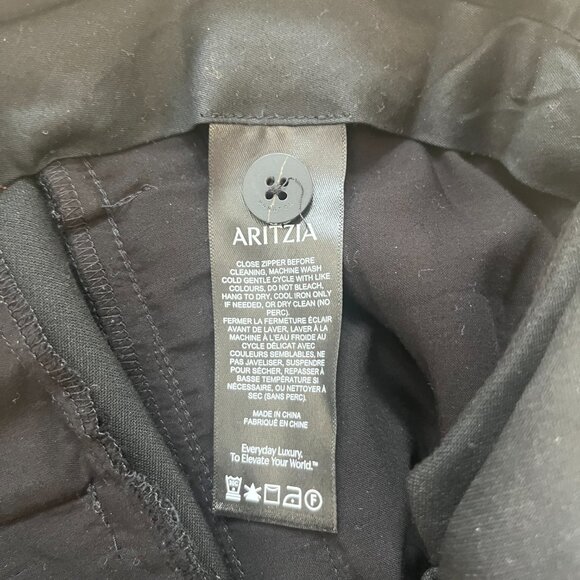 ARITZIA
CLOSE ZIPPER BEFORE
CLEANING, MACHINE WASH
COLD GENTLE CYCLE WITH LIKE
COLOURS, DO NOT BLEACH,
HANG TO DRY, COOL IRON ONLY
IF NEEDED, OR DRY CLEAN (NO
PERC).
FERMER LA FERMETURE ÉCLAIR
AVANT DE LAVER, LAVER À LA
MACHINE À L'EAU FROIDE AU
CYCLE DÉLICAT AVEC
COULEURS SEMBLABLES, NE
PAS JAVELISER, SUSPENDRE
POUR SÉCHER, REPASSER À
BASSE TEMPÉRATURE SI
NÉCESSAIRE, OU NETTOYER À
SEC (SANS PERC).
MADE IN CHINA
FABRIQUÉ EN CHINE
Everyday Luxury.
To Elevate Your World.™
F